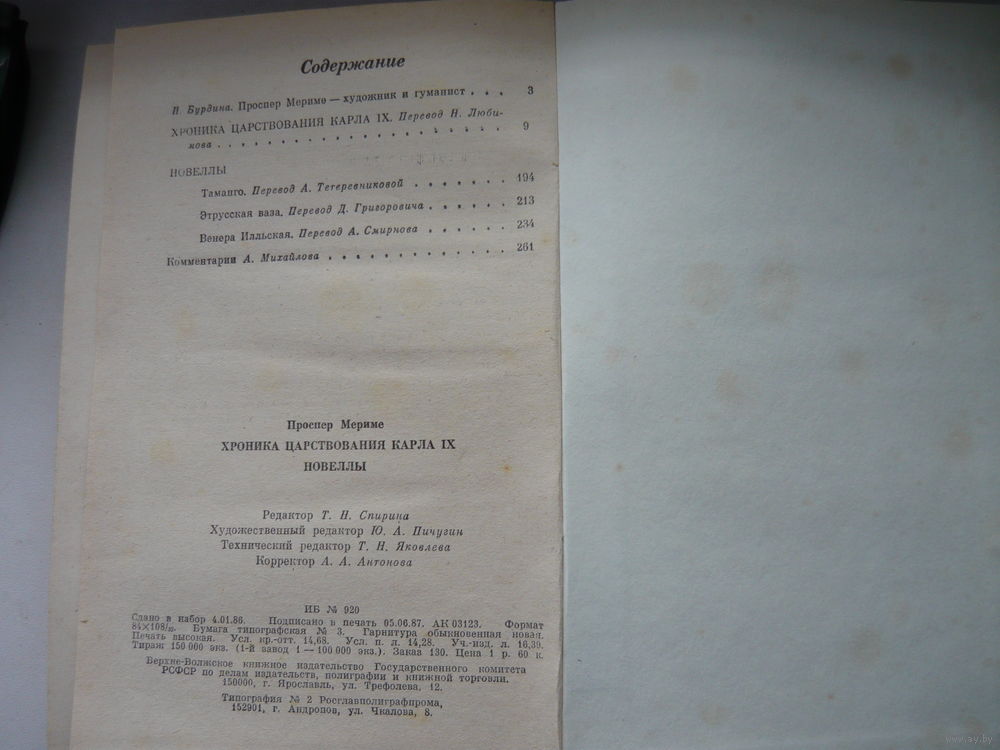 Содержание
Н. Бурдина. Проспер Мериме — художник и гуманист . . . 3
ХРОНИКА ЦАРСТВОВАНИЯ КАРЛА IX. Перевод Н. Люби-
мова . . . . . . . . . . . . . . . . . . 9
НОВЕЛЛЫ
Таманго. Перевод А. Тетеревниковой . . . . . . . 194
Этрусская ваза. Перевод Д. Григоровича . . . . . . 213
Венера Илльская. Перевод А. Смирнова . . . . . . 234
Комментарии А. Михайлова . . . . . . . . . . . . . 261
Проспер Мериме
ХРОНИКА ЦАРСТВОВАНИЯ КАРЛА IX
НОВЕЛЛЫ
Редактор Т. Н. Спирина
Художественный редактор Ю. А. Пичугин
Технический редактор Т. Н. Яковлева
Корректор А. А. Антонова
ИБ № 920
Сдано в набор 4.01.86. Подписано в печать 05.06.87. АК 03123. Формат
84×108/32. Бумага типографская № 3. Гарнитура обыкновенная новая.
Печать высокая. Усл. кр.-отт. 14,68. Усл. п. л. 14,28. Уч.-изд. л. 16,39.
Тираж 150 000 экз. (1-й завод 1—100 000 экз.). Заказ 130. Цена 1 р. 60 к.
Верхне-Волжское книжное издательство Государственного комитета
РСФСР по делам издательств, полиграфии и книжной торговли.
150000, г. Ярославль, ул. Трефолева, 12.
Типография № 2 Росглавполиграфпрома,
152901, г. Андропов, ул. Чкалова, 8.
www.ay.by